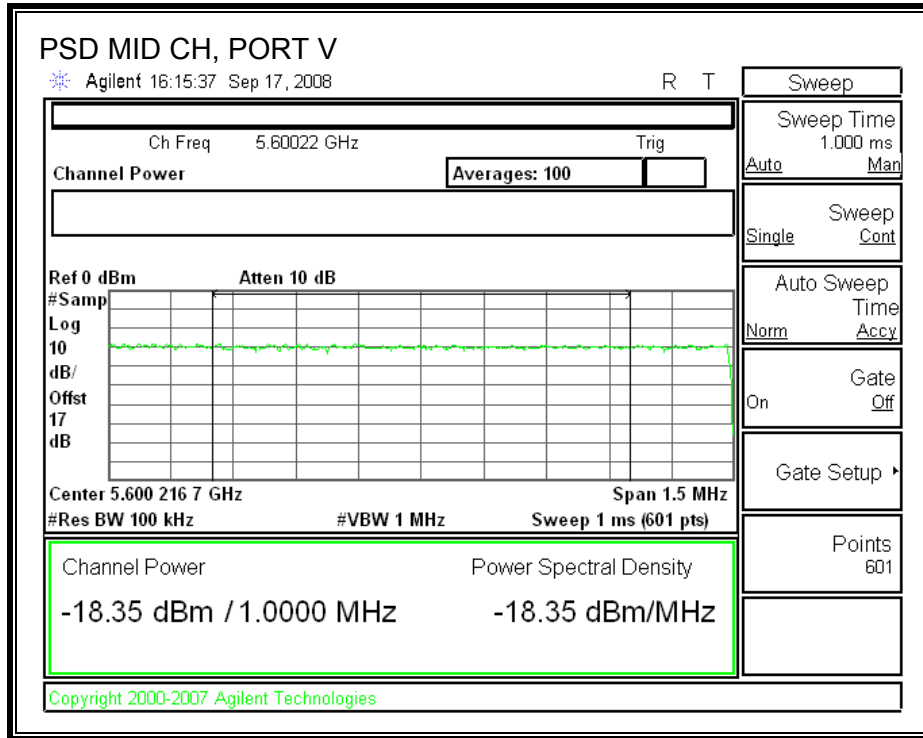 PSD MID CH, PORT V
Agilent 16:15:37 Sep 17, 2008 R T
Ch Freq 5.60022 GHz Trig
Channel Power Averages: 100
Ref 0 dBm Atten 10 dB
#Samp
Log
10
dB/
Offst
17
dB
Center 5.600 216 7 GHz Span 1.5 MHz
#Res BW 100 kHz #VBW 1 MHz Sweep 1 ms (601 pts)
Channel Power Power Spectral Density
-18.35 dBm / 1.0000 MHz -18.35 dBm/MHz
Copyright 2000-2007 Agilent Technologies
Sweep
Sweep Time
1.000 ms
Auto Man
Sweep
Single Cont
Auto Sweep
Time
Norm Accy
Gate
On Off
Gate Setup
Points
601